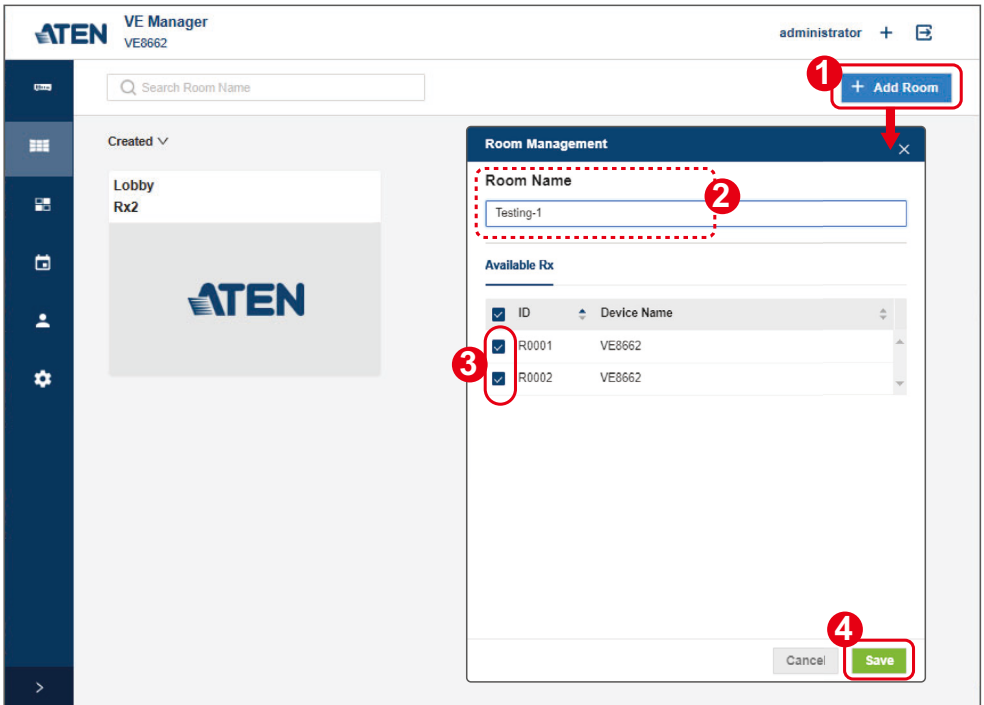 ATEN
VE Manager
VE8662
administrator
Search Room Name
1
+ Add Room
Created
Lobby
Rx2
ATEN
Room Management
Room Name
2
Testing-1
Available Rx
ID
Device Name
R0001
VE8662
3
R0002
VE8662
4
Cancel
Save